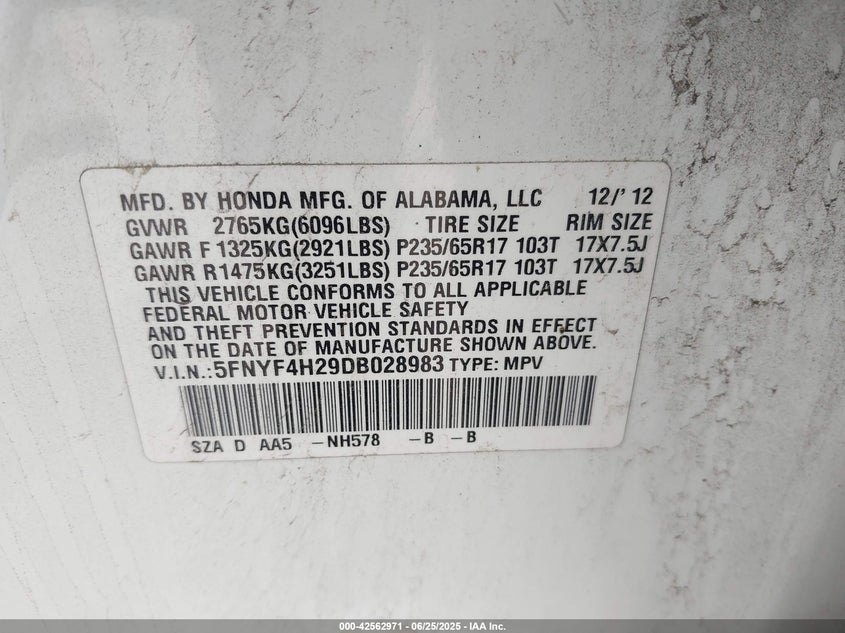 MFD. BY HONDA MFG. OF ALABAMA, LLC 12/'12
GVWR 2765KG(6096LBS) TIRE SIZE RIM SIZE
GAWR F 1325KG(2921LBS) P235/65R17 103T 17X7.5J
GAWR R1475KG(3251LBS) P235/65R17 103T 17X7.5J
THIS VEHICLE CONFORMS TO ALL APPLICABLE
FEDERAL MOTOR VEHICLE SAFETY
AND THEFT PREVENTION STANDARDS IN EFFECT
ON THE DATE OF MANUFACTURE SHOWN ABOVE.
V.I.N.:5FNYF4H29DB028983 TYPE: MPV
SZA D AA5 -NH578 -B -B
000-42562971 - 06/25/2025 - IAA Inc.